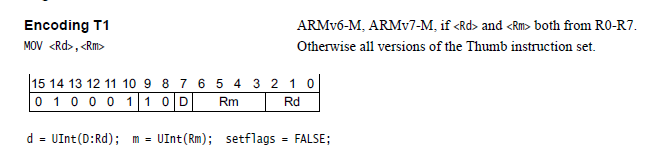 Encoding T1
ARMv6-M, ARMv7-M, if <Rd> and <Rm> both from R0-R7.
MOV <Rd>,<Rm>
Otherwise all versions of the Thumb instruction set.
15 14 13 12 11 10 9 8 7 6 5 4 3 2 1 0
0 1 0 0 0 1 1 0 D Rm Rd
d = UInt(D:Rd); m = UInt(Rm); setflags = FALSE;